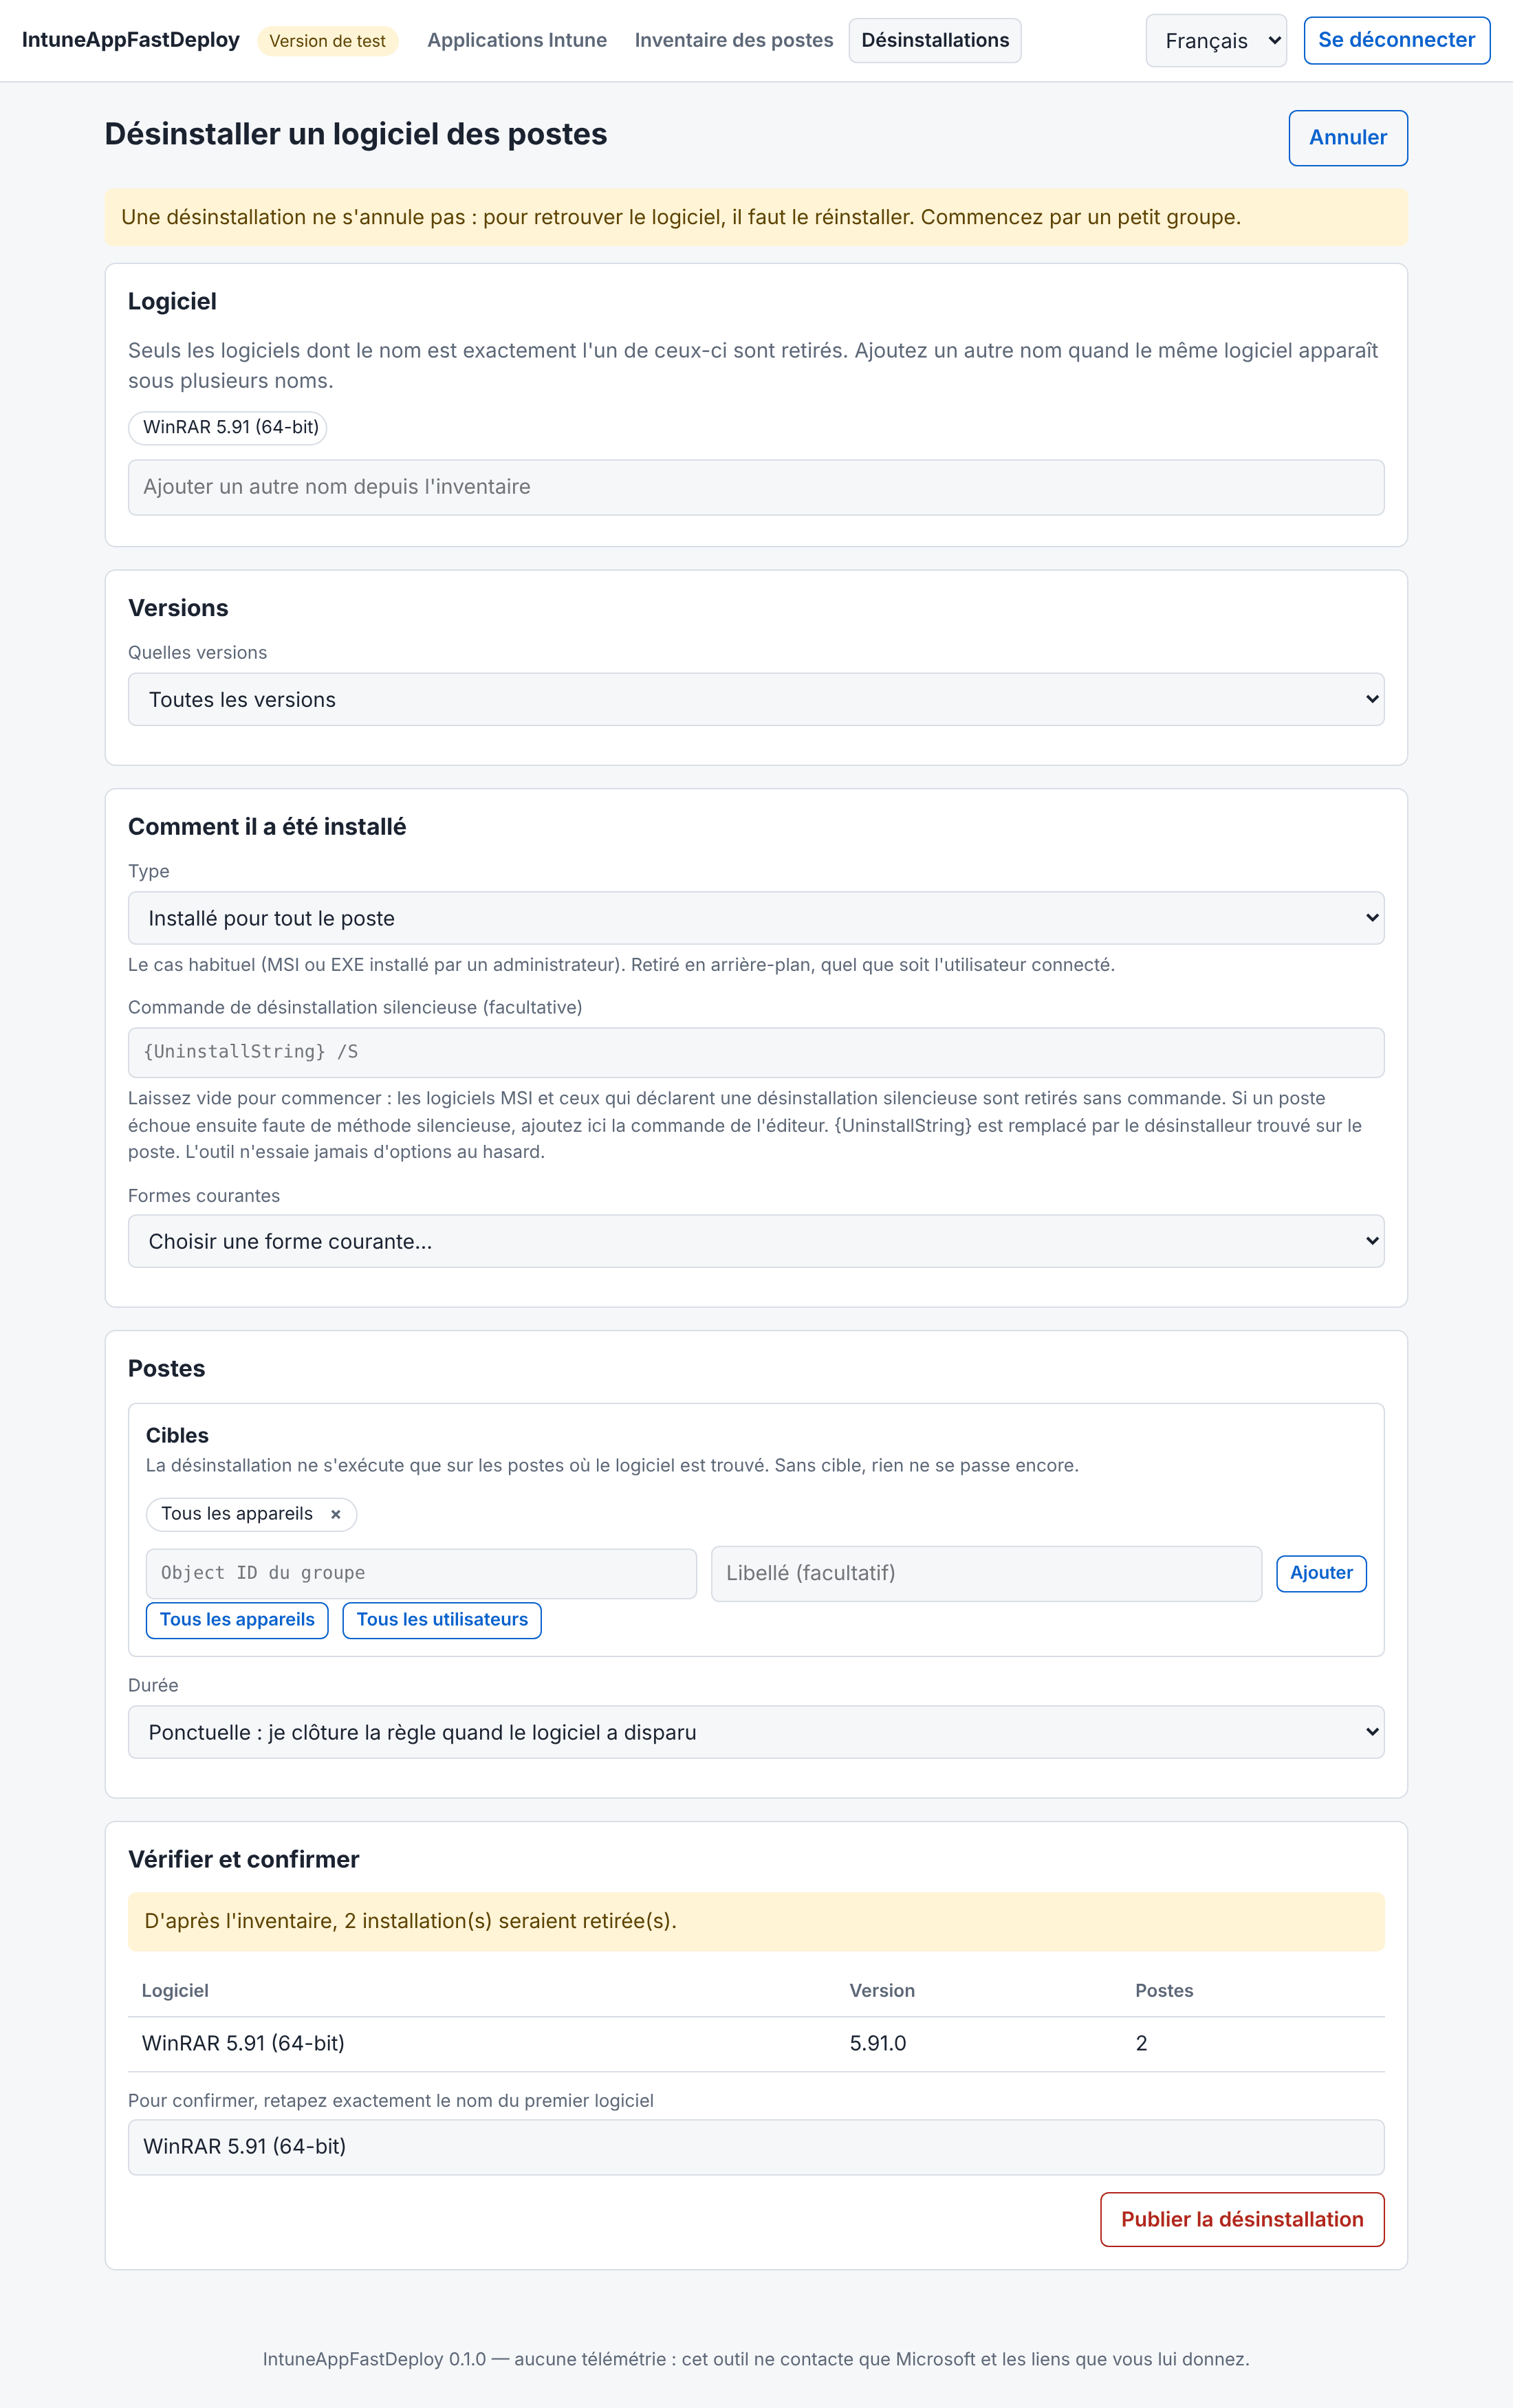 IntuneAppFastDeploy Version de test Applications Intune Inventaire des postes Désinstallations Français Se déconnecter
Désinstaller un logiciel des postes Annuler
Une désinstallation ne s'annule pas : pour retrouver le logiciel, il faut le réinstaller. Commencez par un petit groupe.
Logiciel
Seuls les logiciels dont le nom est exactement l'un de ceux-ci sont retirés. Ajoutez un autre nom quand le même logiciel apparaît
sous plusieurs noms.
WinRAR 5.91 (64-bit)
Ajouter un autre nom depuis l'inventaire
Versions
Quelles versions
Toutes les versions
Comment il a été installé
Type
Installé pour tout le poste
Le cas habituel (MSI ou EXE installé par un administrateur). Retiré en arrière-plan, quel que soit l'utilisateur connecté.
Commande de désinstallation silencieuse (facultative)
{UninstallString} /S
Laissez vide pour commencer : les logiciels MSI et ceux qui déclarent une désinstallation silencieuse sont retirés sans commande. Si un poste
échoue ensuite faute de méthode silencieuse, ajoutez ici la commande de l'éditeur. {UninstallString} est remplacé par le désinstalleur trouvé sur le
poste. L'outil n'essaie jamais d'options au hasard.
Formes courantes
Choisir une forme courante...
Postes
Cibles
La désinstallation ne s'exécute que sur les postes où le logiciel est trouvé. Sans cible, rien ne se passe encore.
Tous les appareils ×
Object ID du groupe Libellé (facultatif) Ajouter
Tous les appareils Tous les utilisateurs
Durée
Ponctuelle : je clôture la règle quand le logiciel a disparu
Vérifier et confirmer
D'après l'inventaire, 2 installation(s) seraient retirée(s).
Logiciel Version Postes
WinRAR 5.91 (64-bit) 5.91.0 2
Pour confirmer, retapez exactement le nom du premier logiciel
WinRAR 5.91 (64-bit)
Publier la désinstallation
IntuneAppFastDeploy 0.1.0 — aucune télémétrie : cet outil ne contacte que Microsoft et les liens que vous lui donnez.